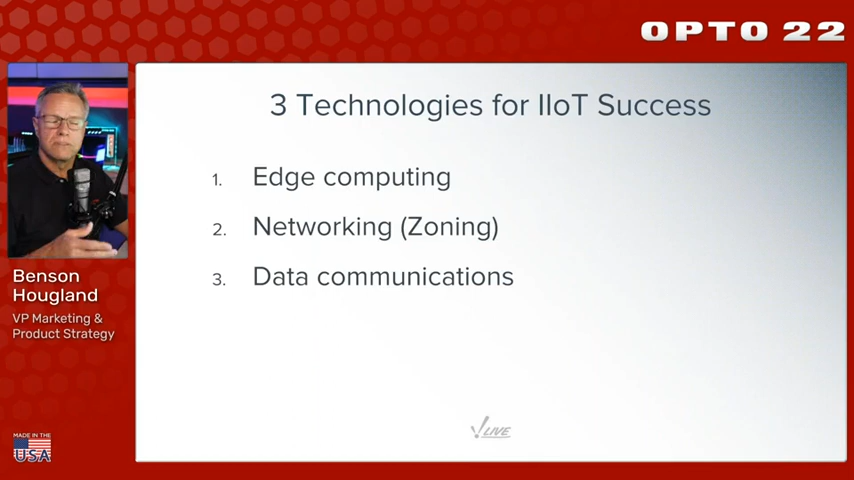 OPTO 22
3 Technologies for IIoT Success
1. Edge computing
2. Networking (Zoning)
3. Data communications
Benson
Hougland
VP Marketing &
Product Strategy
MADE IN THE
USA
LIVE